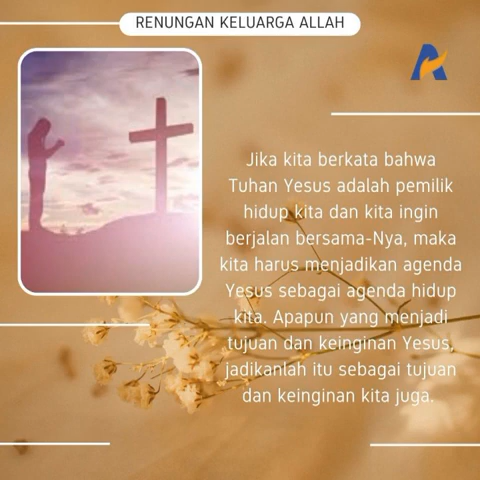 RENUNGAN KELUARGA ALLAH
Jika kita berkata bahwa
Tuhan Yesus adalah pemilik
hidup kita dan kita ingin
berjalan bersama-Nya, maka
kita harus menjadikan agenda
Yesus sebagai agenda hidup
kita. Apapun yang menjadi
tujuan dan keinginan Yesus,
jadikanlah itu sebagai tujuan
dan keinginan kita juga.